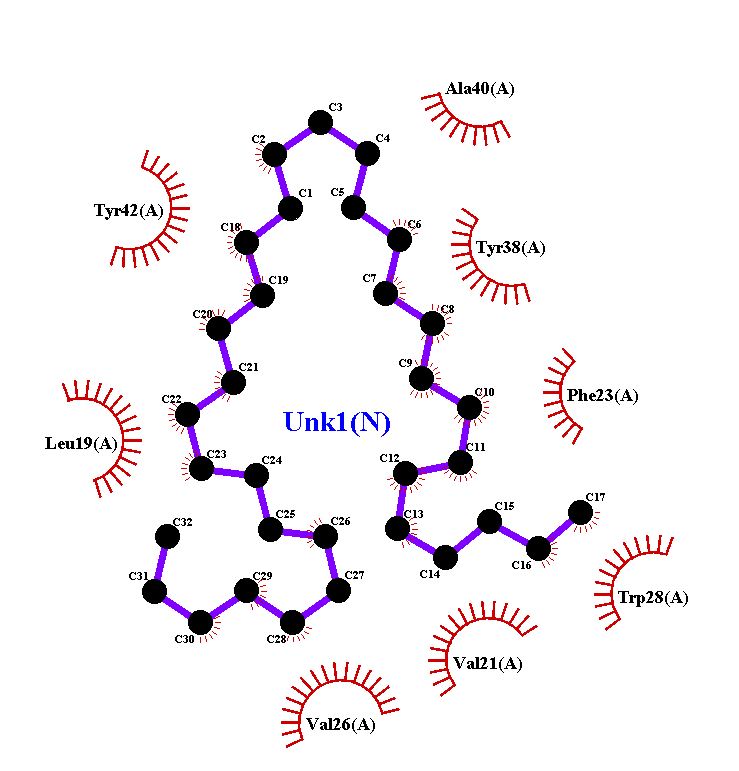 Ala40(A)
C3
C4
C2
C1
C5
Tyr42(A)
C18
C6
Tyr38(A)
C19
C7
C20
C8
C21
C9
C10
Phe23(A)
C22
Unk1(N)
Leu19(A)
C23
C24
C12
C11
C17
C32
C25
C26
C13
C15
C14
C16
C31
C29
C27
Trp28(A)
C30
C28
Val21(A)
Val26(A)